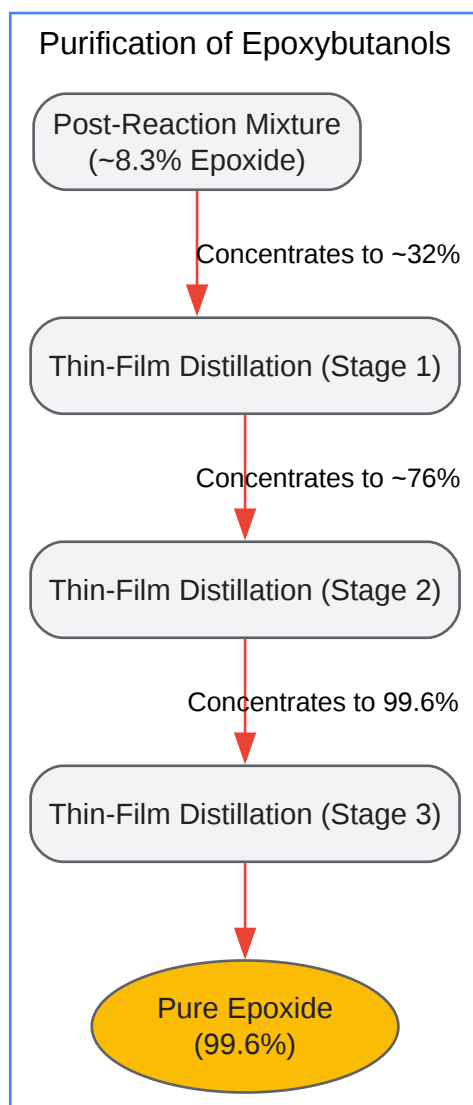 Purification of Epoxybutanols
Post-Reaction Mixture
(~8.3% Epoxide)
Concentrates to ~32%
Thin-Film Distillation (Stage 1)
Concentrates to ~76%
Thin-Film Distillation (Stage 2)
Concentrates to 99.6%
Thin-Film Distillation (Stage 3)
Pure Epoxide
(99.6%)